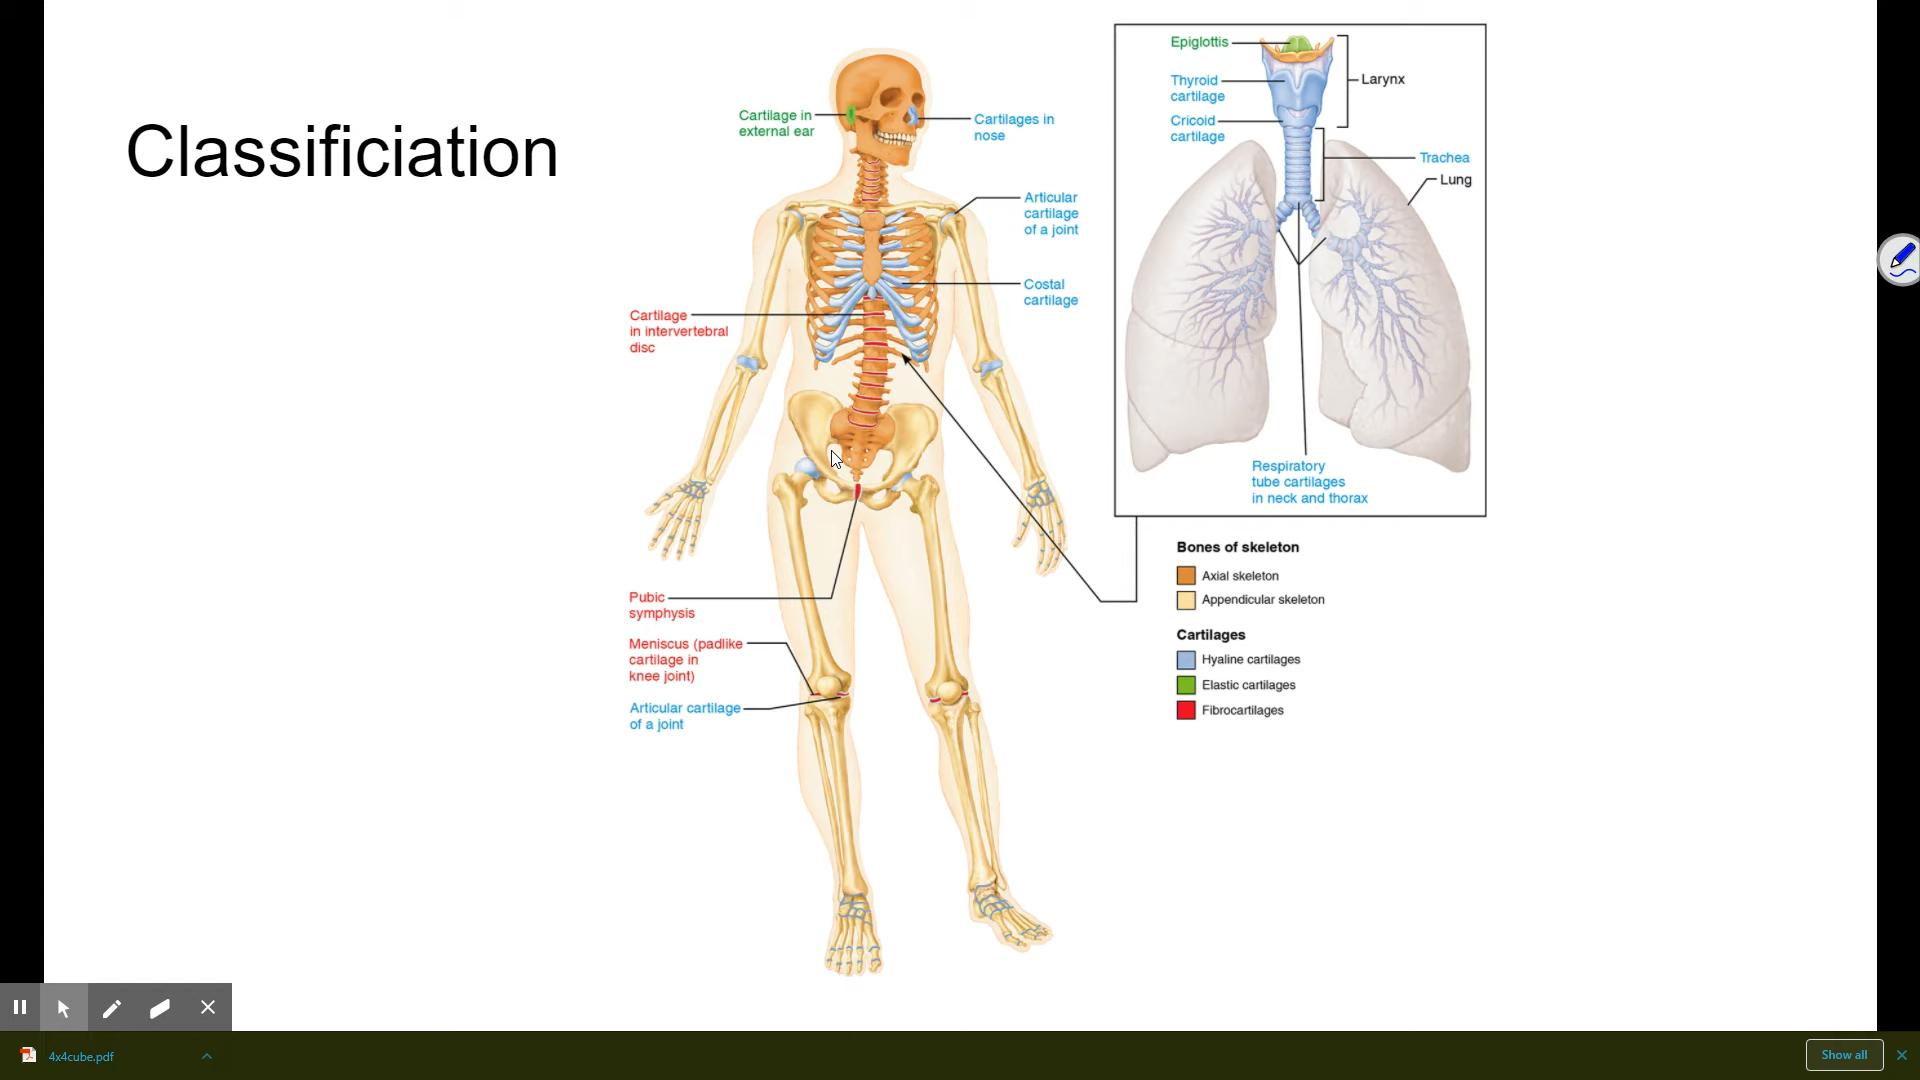 Classificiation
Cartilage in
external ear
Cartilages in
nose
Articular
cartilage
of a joint
Costal
cartilage
Cartilage
in intervertebral
disc
Pubic
symphysis
Meniscus (padlike
cartilage in
knee joint)
Articular cartilage
of a joint
Epiglottis
Thyroid
cartilage
Cricoid
cartilage
Larynx
Trachea
Lung
Respiratory
tube cartilages
in neck and thorax
Bones of skeleton
Axial skeleton
Appendicular skeleton
Cartilages
Hyaline cartilages
Elastic cartilages
Fibrocartilages
4x4cube.pdf
Show all